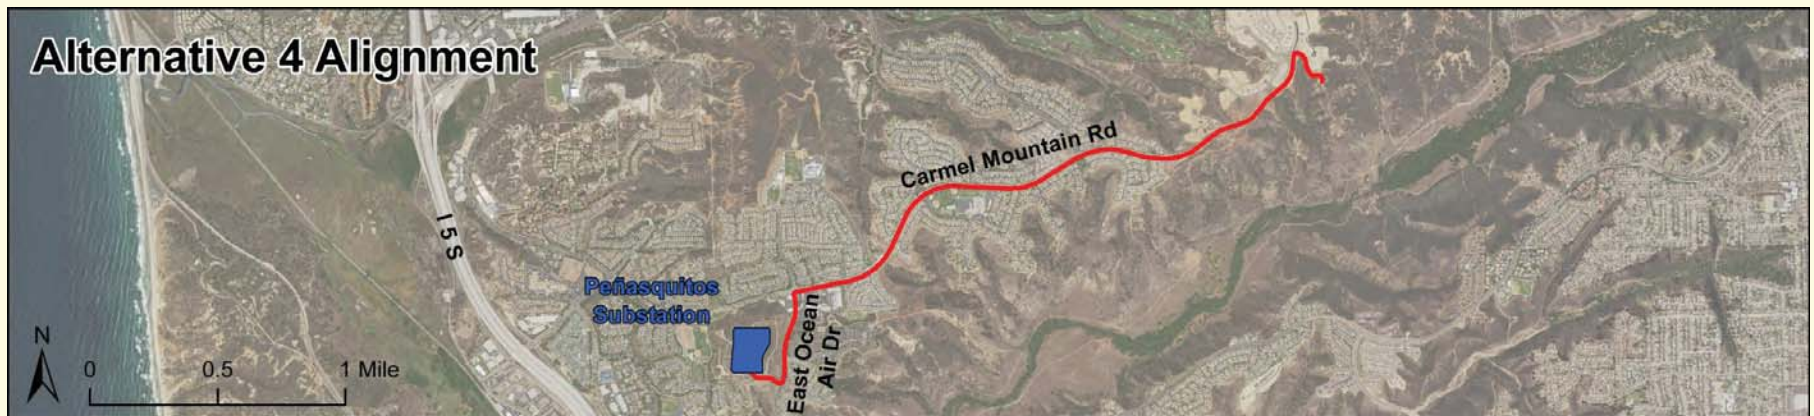 Alternative 4 Alignment
Carmel Mountain Rd
I 5 S
Peñasquitos
Substation
East Ocean
Air Dr
N
0 0.5 1 Mile